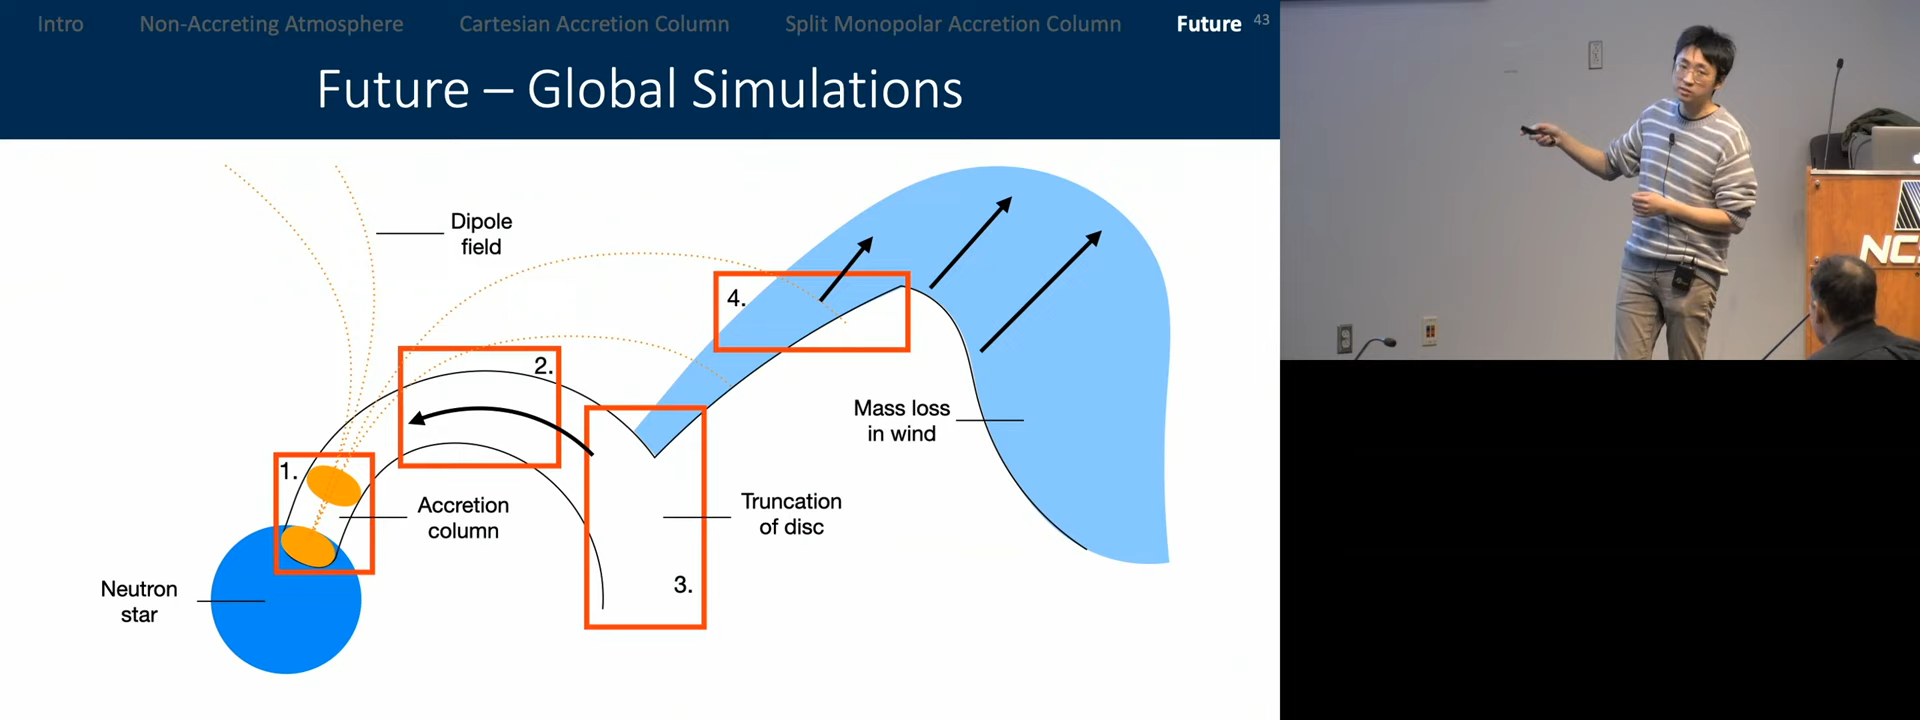 Intro Non-Accreting Atmosphere Cartesian Accretion Column Split Monopolar Accretion Column Future 43
Future – Global Simulations
Dipole
field
4.
2.
Mass loss
in wind
1.
Accretion
column
Truncation
of disc
3.
Neutron
star